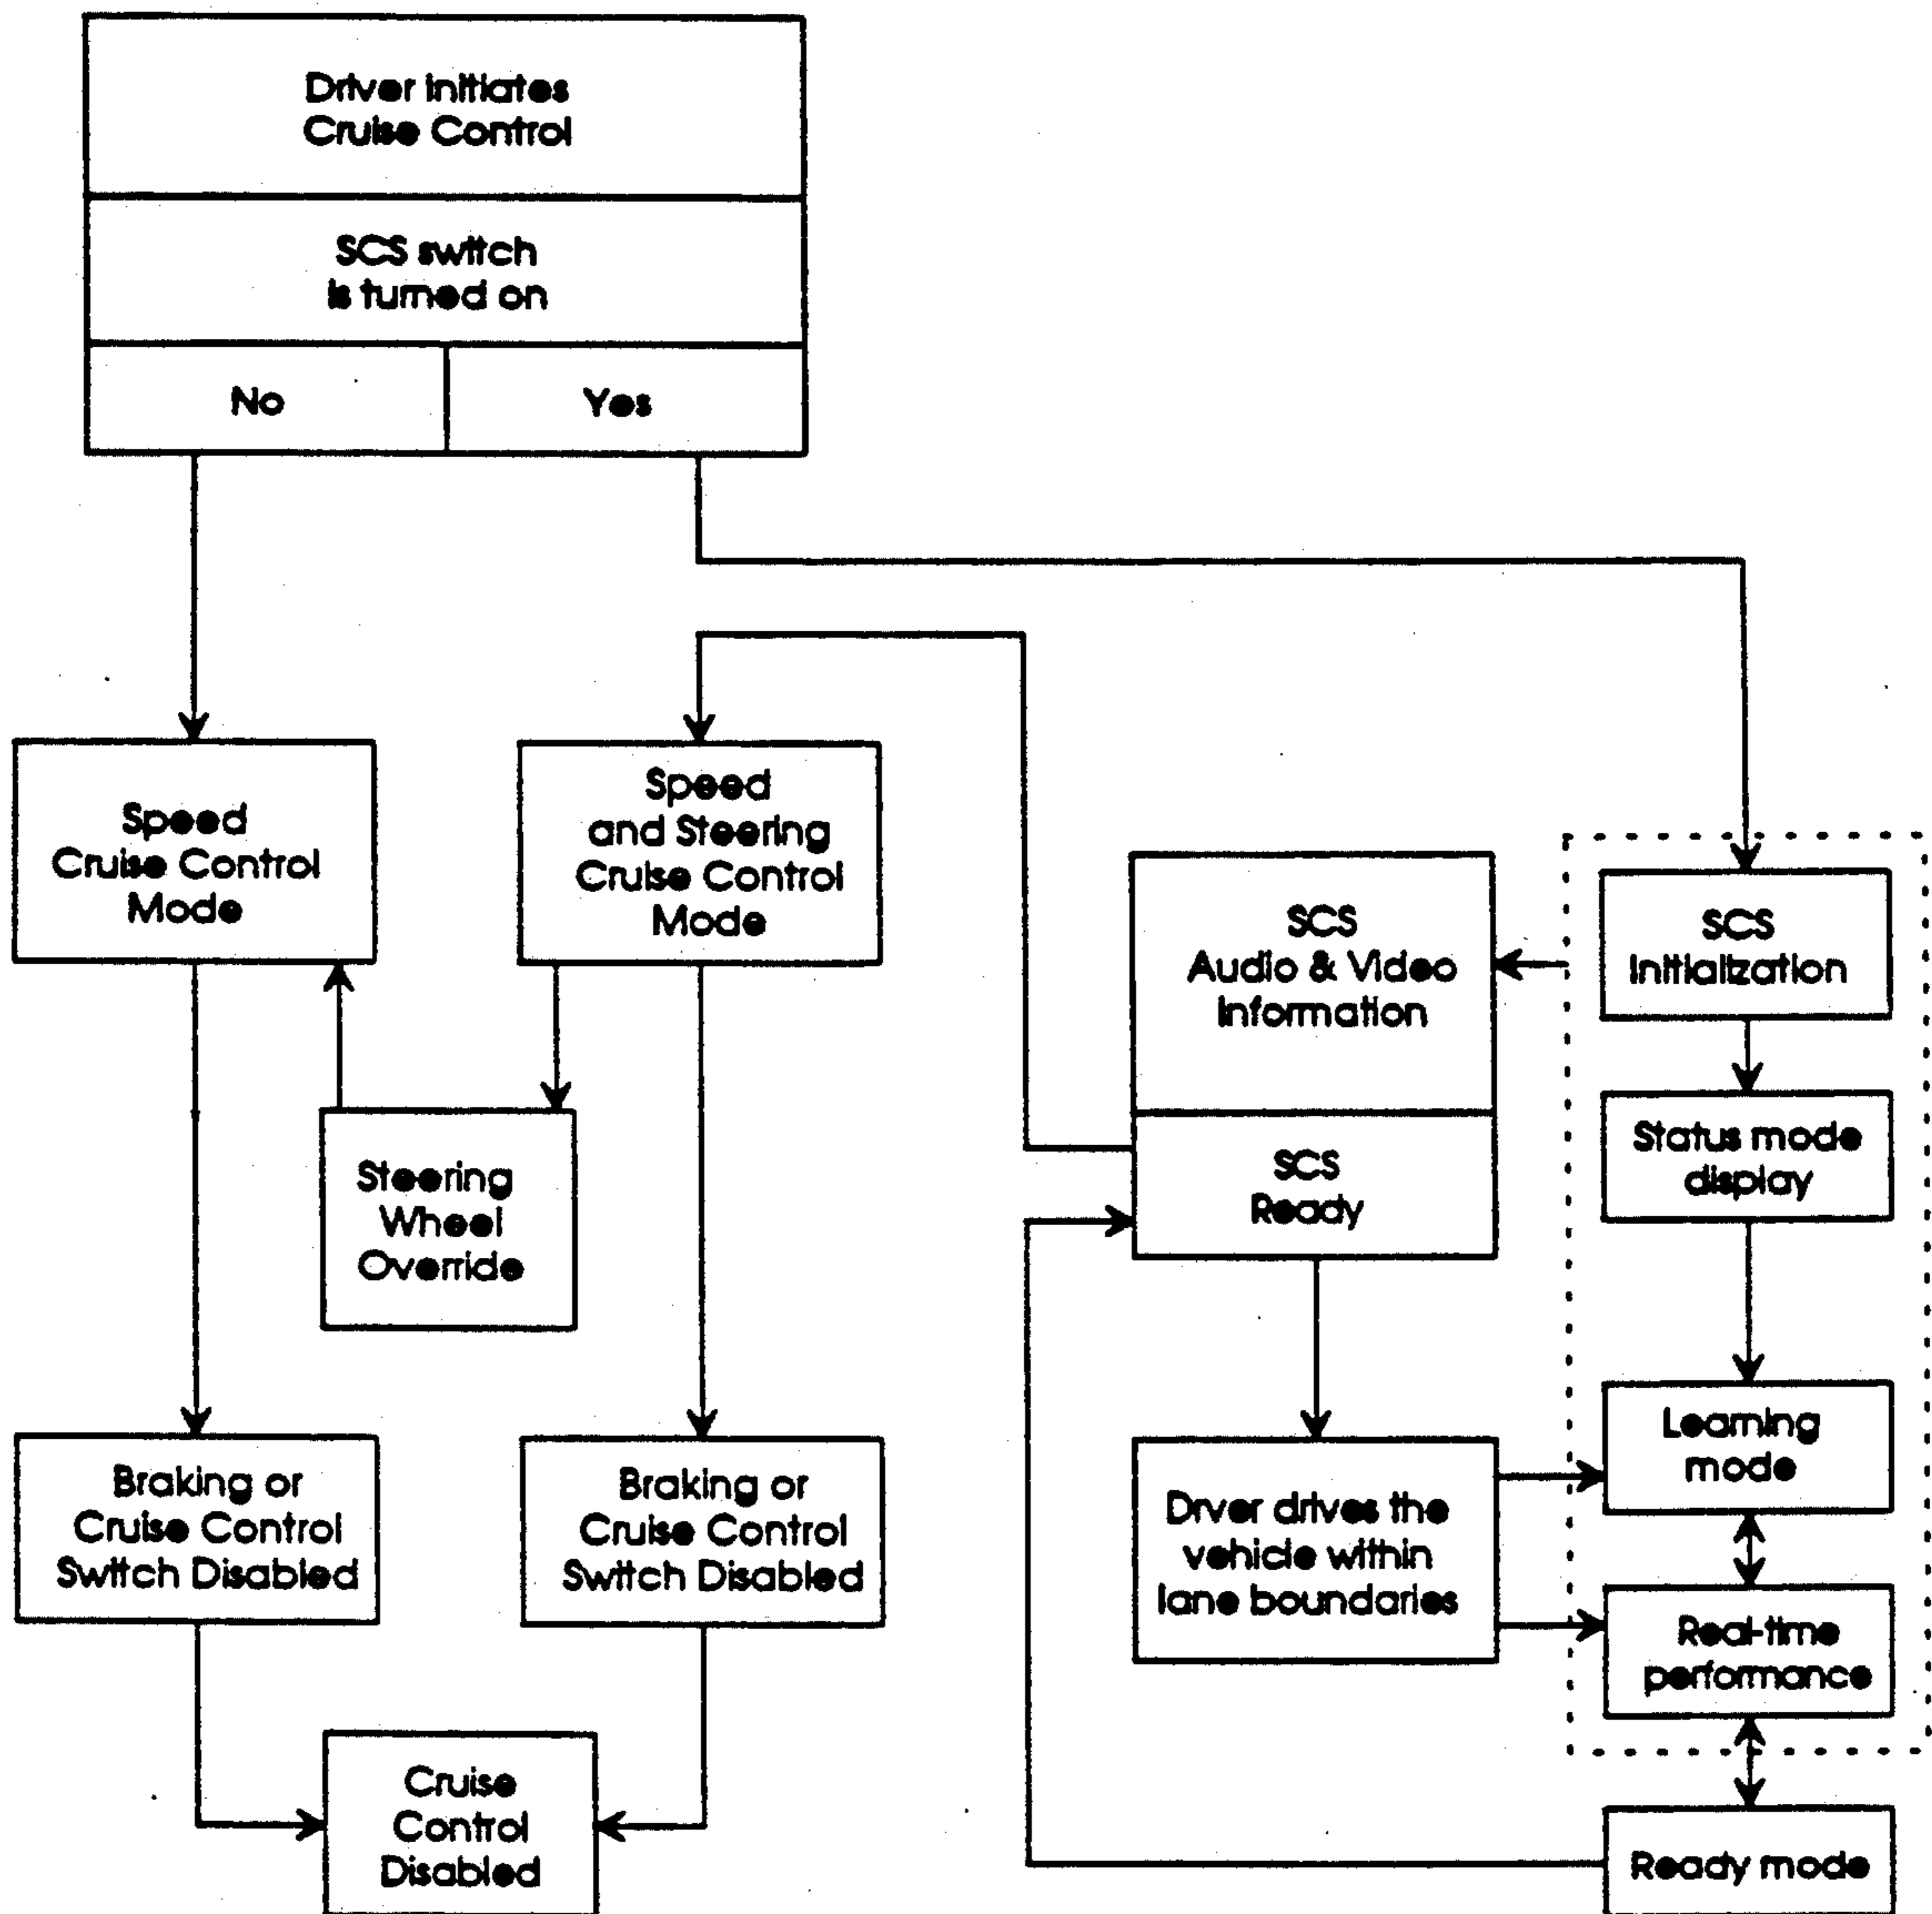 Driver initiates
Cruise Control
SCS switch
is turned on
No
Yes
Speed
Cruise Control
Mode
Speed
and Steering
Cruise Control
Mode
SCS
Audio & Video
Information
SCS
Initialization
Status mode
display
SCS
Ready
Steering
Wheel
Override
Learning
mode
Braking or
Cruise Control
Switch Disabled
Braking or
Cruise Control
Switch Disabled
Drver drives the
vehicle within
lane boundaries
Real-time
performance
Cruise
Control
Disabled
Ready mode